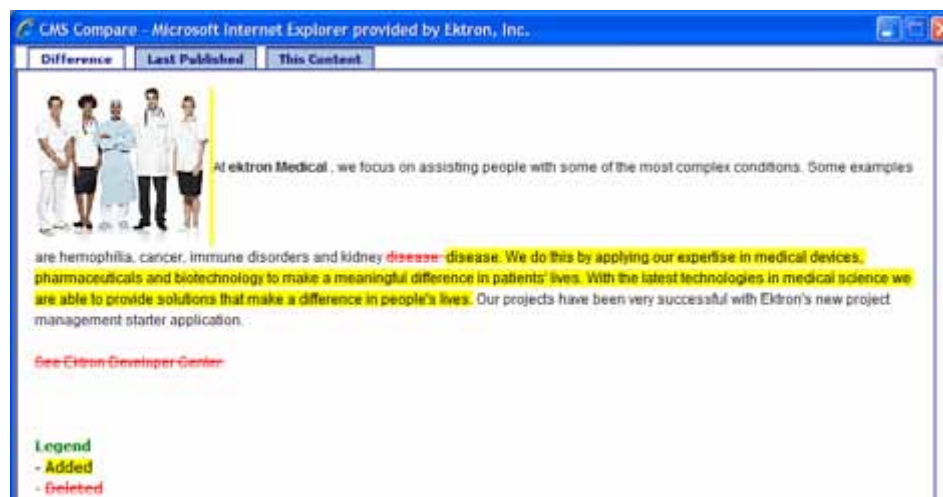 CMS Compare - Microsoft Internet Explorer provided by Ektron, Inc.
Difference Last Published This Content
At ektron Medical , we focus on assisting people with some of the most complex conditions. Some examples
are hemophilia, cancer, immune disorders and kidney disease disease. We do this by applying our expertise in medical devices,
pharmaceuticals and biotechnology to make a meaningful difference in patients' lives. With the latest technologies in medical science we
are able to provide solutions that make a difference in people's lives. Our projects have been very successful with Ektron's new project
management starter application.
See Ektron Developer Center
Legend
- Added
- Deleted